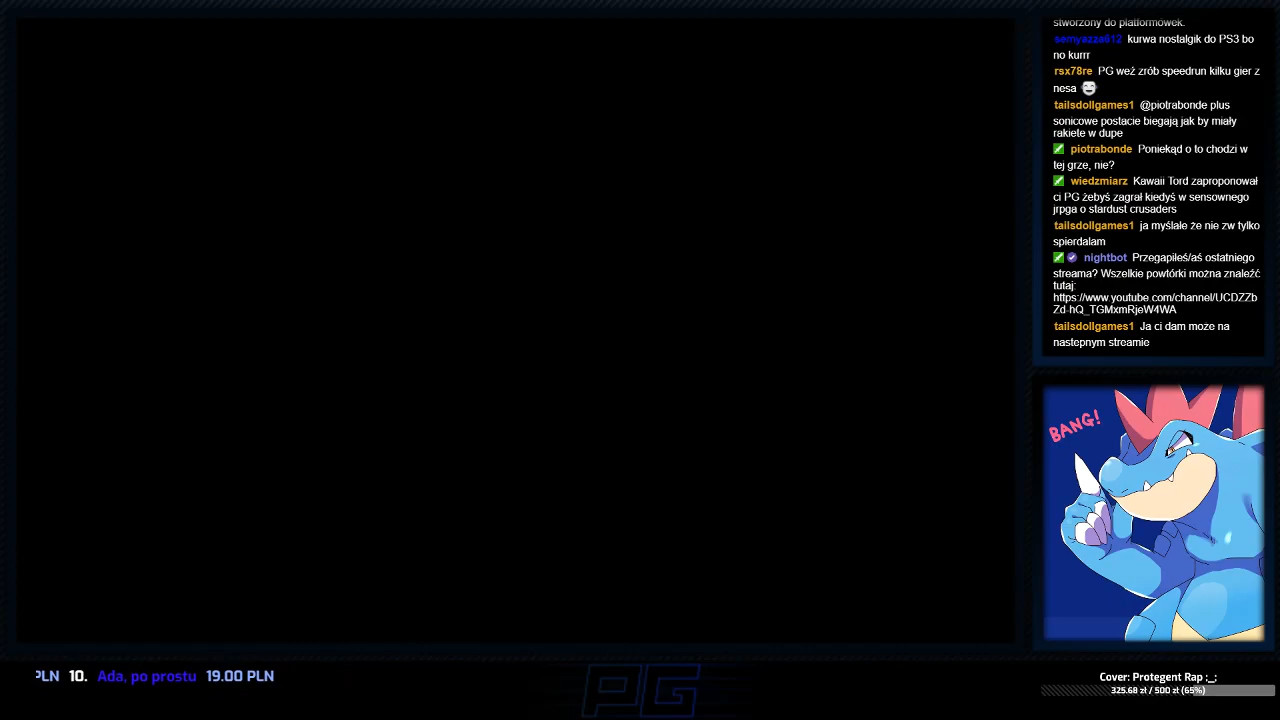 stworzony do platformówek.
semyazza612 kurwa nostalgik do PS3 bo
no kurrr
rsx78re PG weź zrób speedrun kilku gier z
nesa
tailsdollgames1 @piotrabonde plus
sonicowe postacie biegają jak by miały
rakiete w dupe
piotrabonde Poniekąd o to chodzi w
tej grze, nie?
wiedzmiarz Kawaii Tord zaproponował
ci PG żebyś zagrał kiedyś w sensownego
jrpga o stardust crusaders
tailsdollgames1 ja myślałe że nie zw tylko
spierdalam
nightbot Przegapiłeś/aś ostatniego
streama? Wszelkie powtórki można znaleźć
tutaj:
https://www.youtube.com/channel/UCDZZb
Zd-hQ_TGMxmRjeW4WA
tailsdollgames1 Ja ci dam moze na
nastepnym streamie
BANG!
PLN 10. Ada, po prostu 19.00 PLN
PG
Cover: Protegent Rap :_:
325.68 zł / 500 zł (65%)